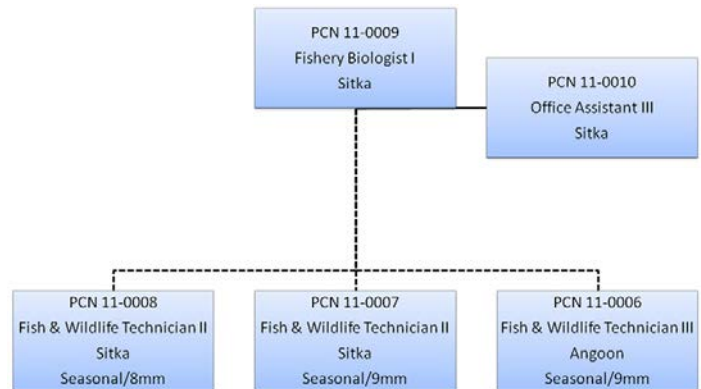 PCN 11-0009
Fishery Biologist I
Sitka
PCN 11-0010
Office Assistant III
Sitka
PCN 11-0008
Fish & Wildlife Technician II
Sitka
Seasonal/8mm
PCN 11-0007
Fish & Wildlife Technician II
Sitka
Seasonal/9mm
PCN 11-0006
Fish & Wildlife Technician III
Angoon
Seasonal/9mm